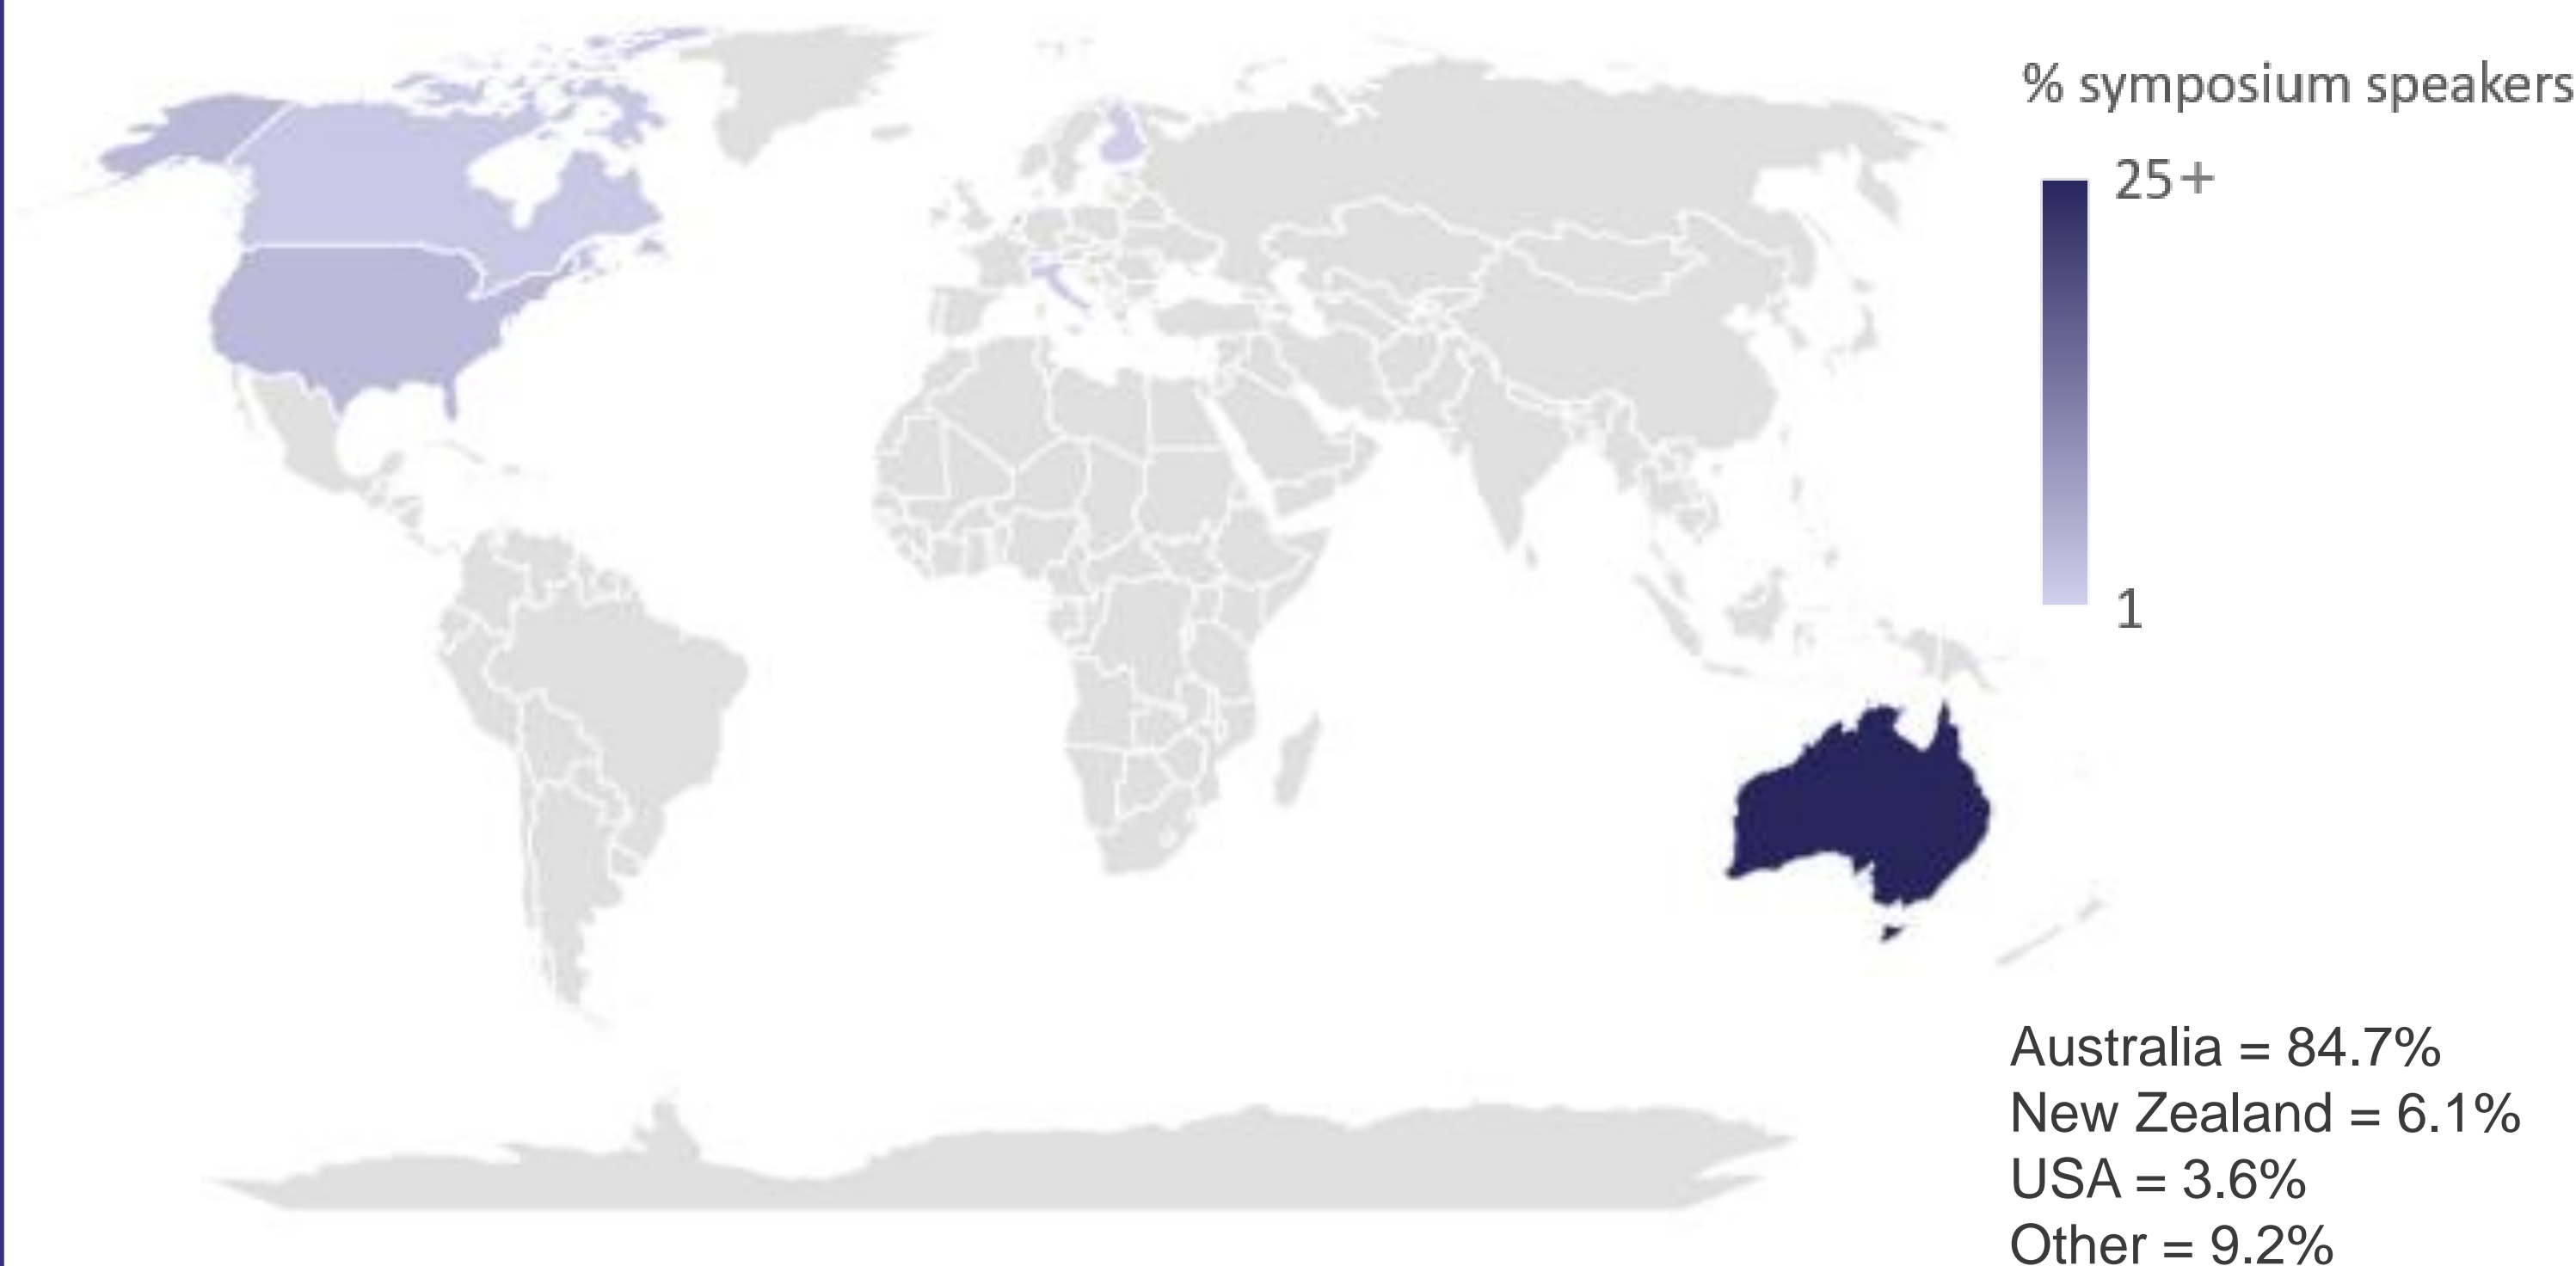 % symposium speakers
25+
1
Australia = 84.7%
New Zealand = 6.1%
USA = 3.6%
Other = 9.2%